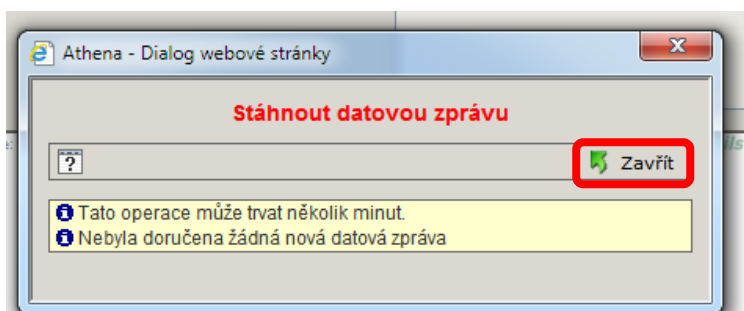 Athena - Dialog webové stránky
Stáhnout datovou zprávu
? Zavřít
Tato operace může trvat několik minut.
Nebyla doručena žádná nová datová zpráva